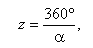 z = 360° / α,